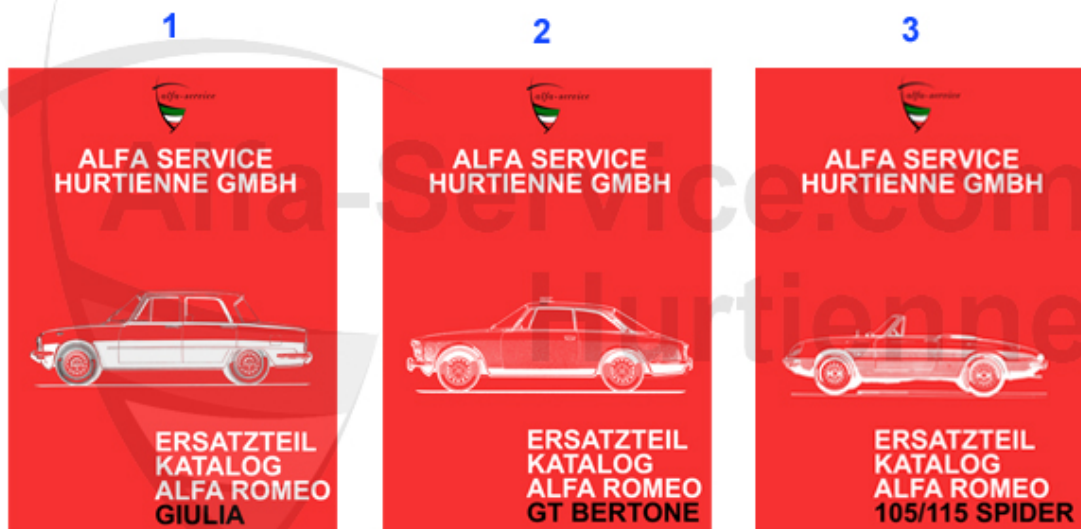 1
2
3
alfa-service
ALFA SERVICE
HURTIENNE GMBH
ERSATZTEIL
KATALOG
ALFA ROMEO
GIULIA
alfa-service
ALFA SERVICE
HURTIENNE GMBH
ERSATZTEIL
KATALOG
ALFA ROMEO
GT BERTONE
alfa-service
ALFA SERVICE
HURTIENNE GMBH
ERSATZTEIL
KATALOG
ALFA ROMEO
105/115 SPIDER
Alfa-Service.com
Hurtienne